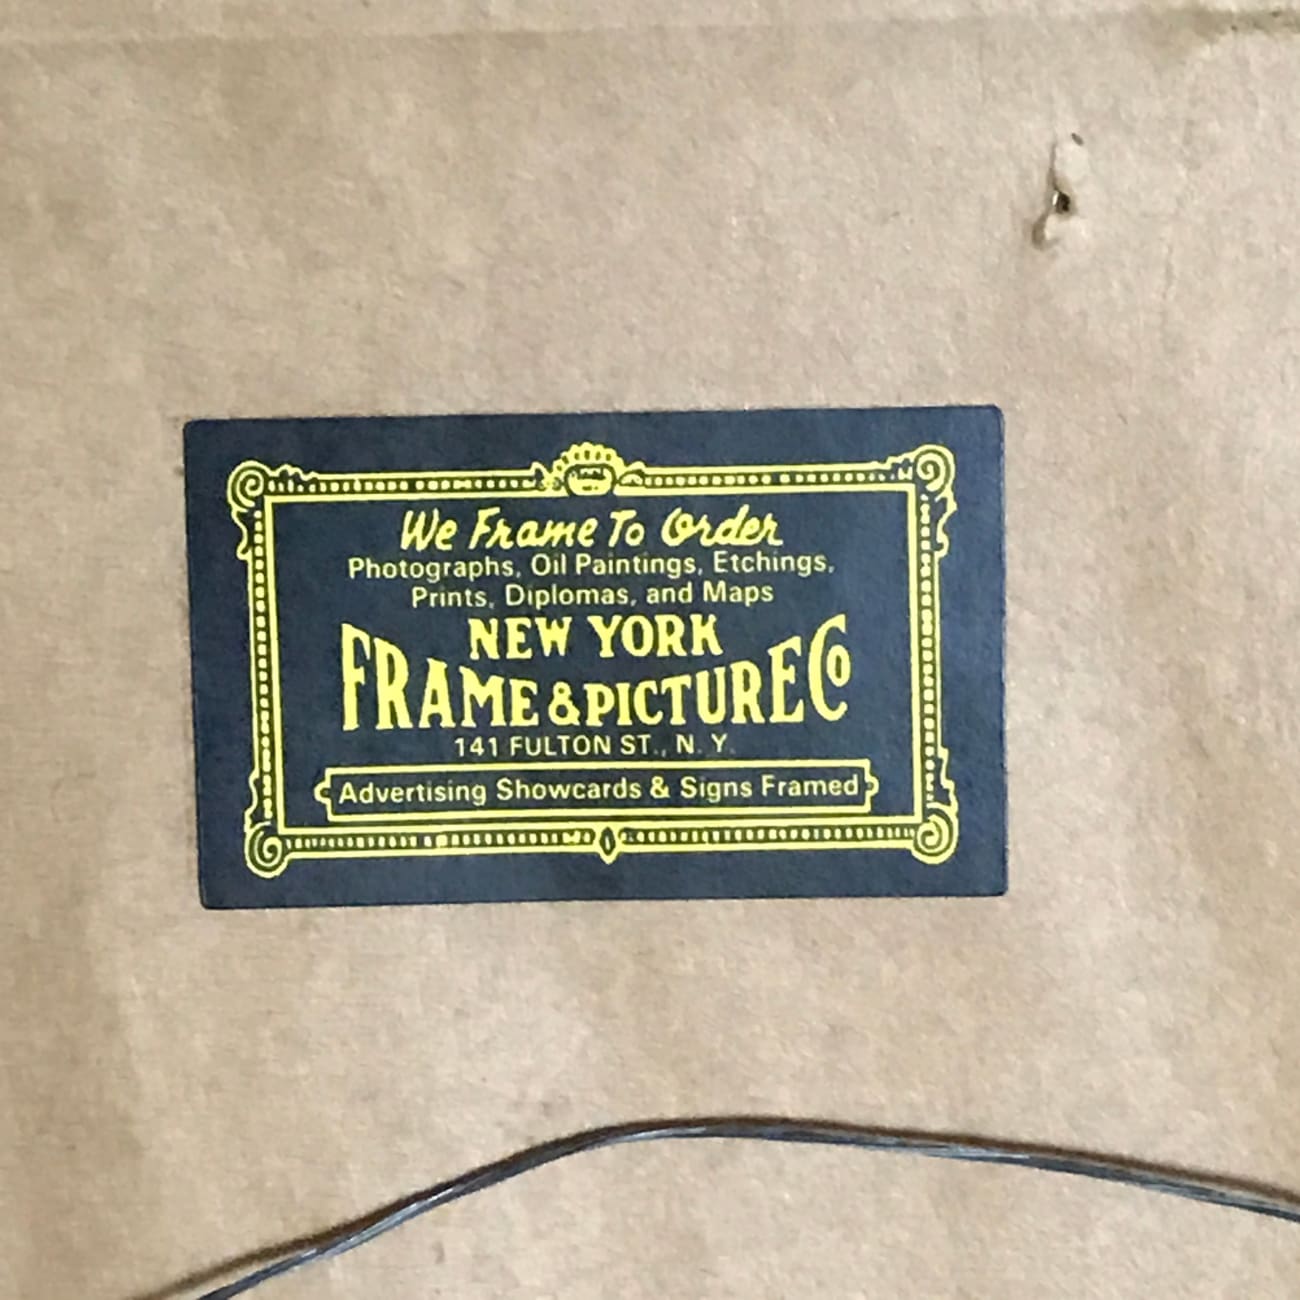 We Frame To Order
Photographs, Oil Paintings, Etchings,
Prints, Diplomas, and Maps
NEW YORK
FRAME & PICTURE CO
141 FULTON ST., N. Y.
Advertising Showcards & Signs Framed